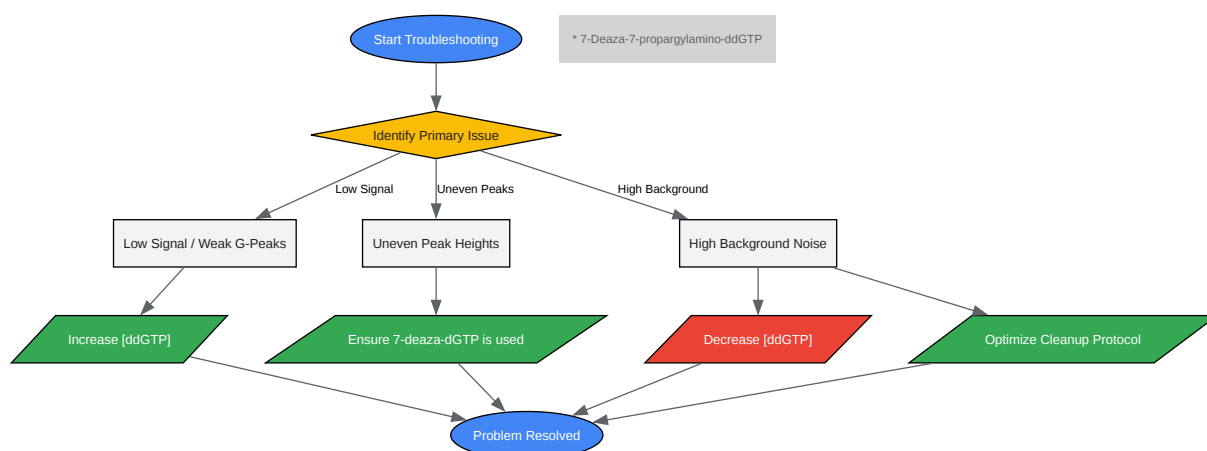 Start Troubleshooting
* 7-Deaza-7-propargylamino-ddGTP
Identify Primary Issue
Low Signal
Uneven Peaks
High Background
Low Signal / Weak G-Peaks
Uneven Peak Heights
High Background Noise
Increase [ddGTP]
Ensure 7-deaza-dGTP is used
Decrease [ddGTP]
Optimize Cleanup Protocol
Problem Resolved